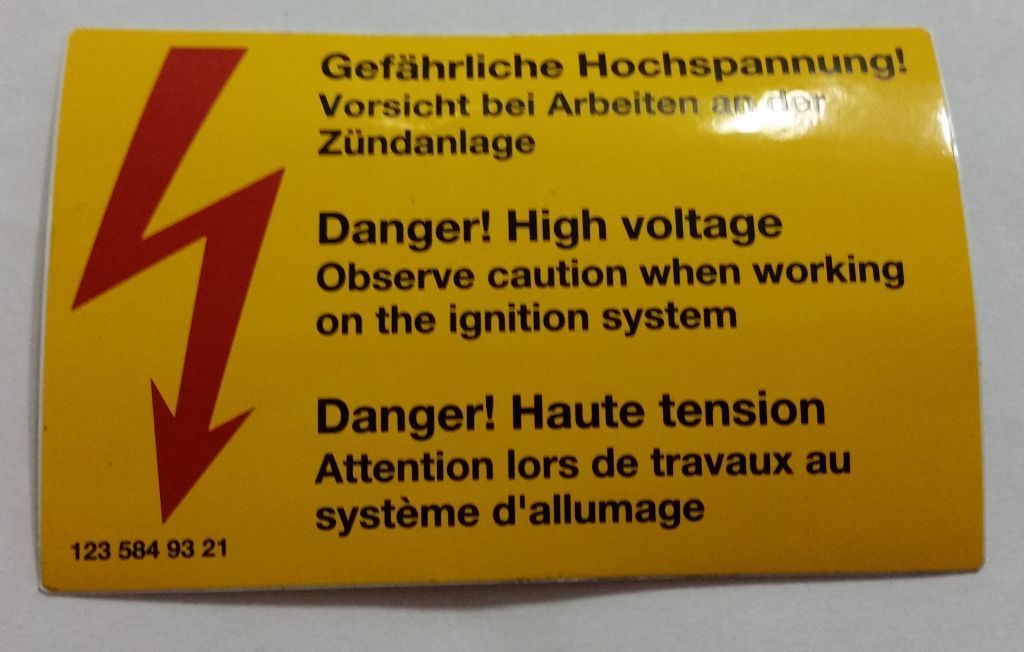 Gefährliche Hochspannung!
Vorsicht bei Arbeiten an der
Zündanlage
Danger! High voltage
Observe caution when working
on the ignition system
Danger! Haute tension
Attention lors de travaux au
système d'allumage
123 584 93 21